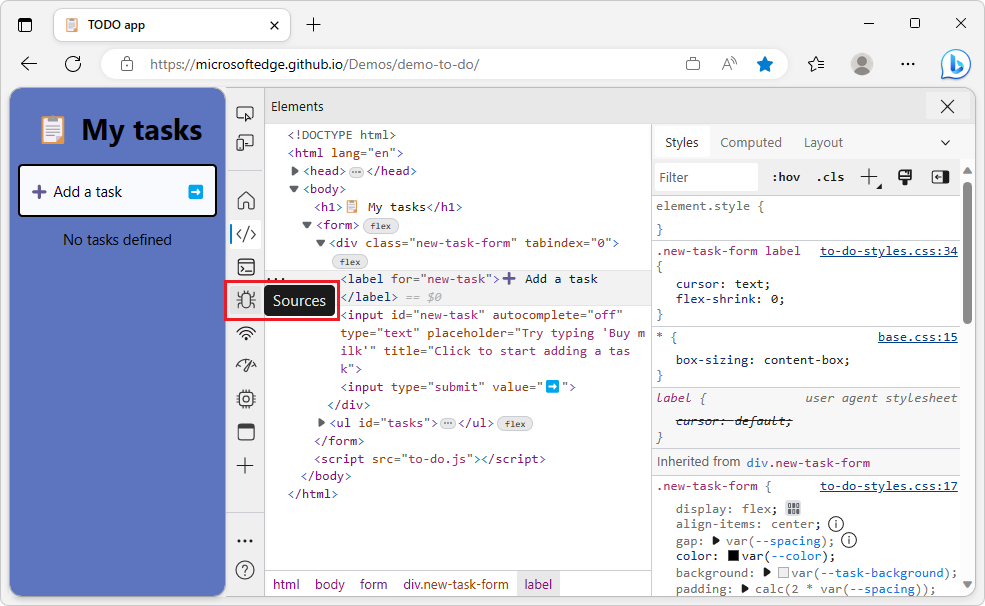 TODO app
https://microsoftedge.github.io/Demos/demo-to-do/
My tasks
Add a task
No tasks defined
Sources
Elements
<!DOCTYPE html>
<html lang="en">
<head> ⋯ </head>
<body>
<h1>📋 My tasks</h1>
<form> flex
<div class="new-task-form" tabindex="0">
flex
<label for="new-task">➕ Add a task
</label> == $0
<input id="new-task" autocomplete="off"
type="text" placeholder="Try typing 'Buy m
ilk'" title="Click to start adding a tas
k">
<input type="submit" value="➡️">
</div>
<ul id="tasks"> ⋯ </ul> flex
</form>
<script src="to-do.js"></script>
</body>
</html>
html body form div.new-task-form label
Styles Computed Layout
Filter :hov .cls
element.style {
}
.new-task-form label to-do-styles.css:34
{
cursor: text;
flex-shrink: 0;
}
* { base.css:15
box-sizing: content-box;
}
label { user agent stylesheet
cursor: default;
}
Inherited from div.new-task-form
.new-task-form { to-do-styles.css:17
display: flex;
align-items: center;
gap: ▶ var(--spacing);
color: var(--color);
background: ▶ var(--task-background);
padding: ▶ calc(2 * var(--spacing));